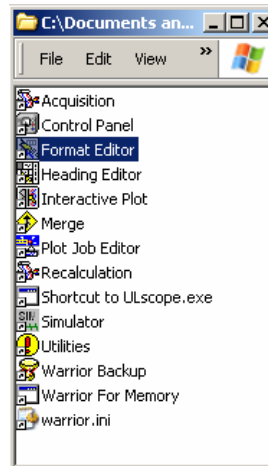 C:\Documents an...
File Edit View »
Acquisition
Control Panel
Format Editor
Heading Editor
Interactive Plot
Merge
Plot Job Editor
Recalculation
Shortcut to ULscope.exe
Simulator
Utilities
Warrior Backup
Warrior For Memory
warrior.ini